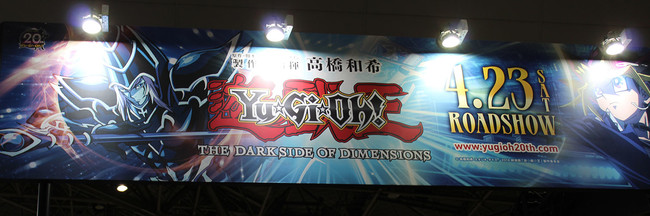 20
高橋和希
Yu-Gi-Oh!
THE DARK SIDE OF DIMENSIONS
4.23 SAT
ROADSHOW
www.yugioh20th.com